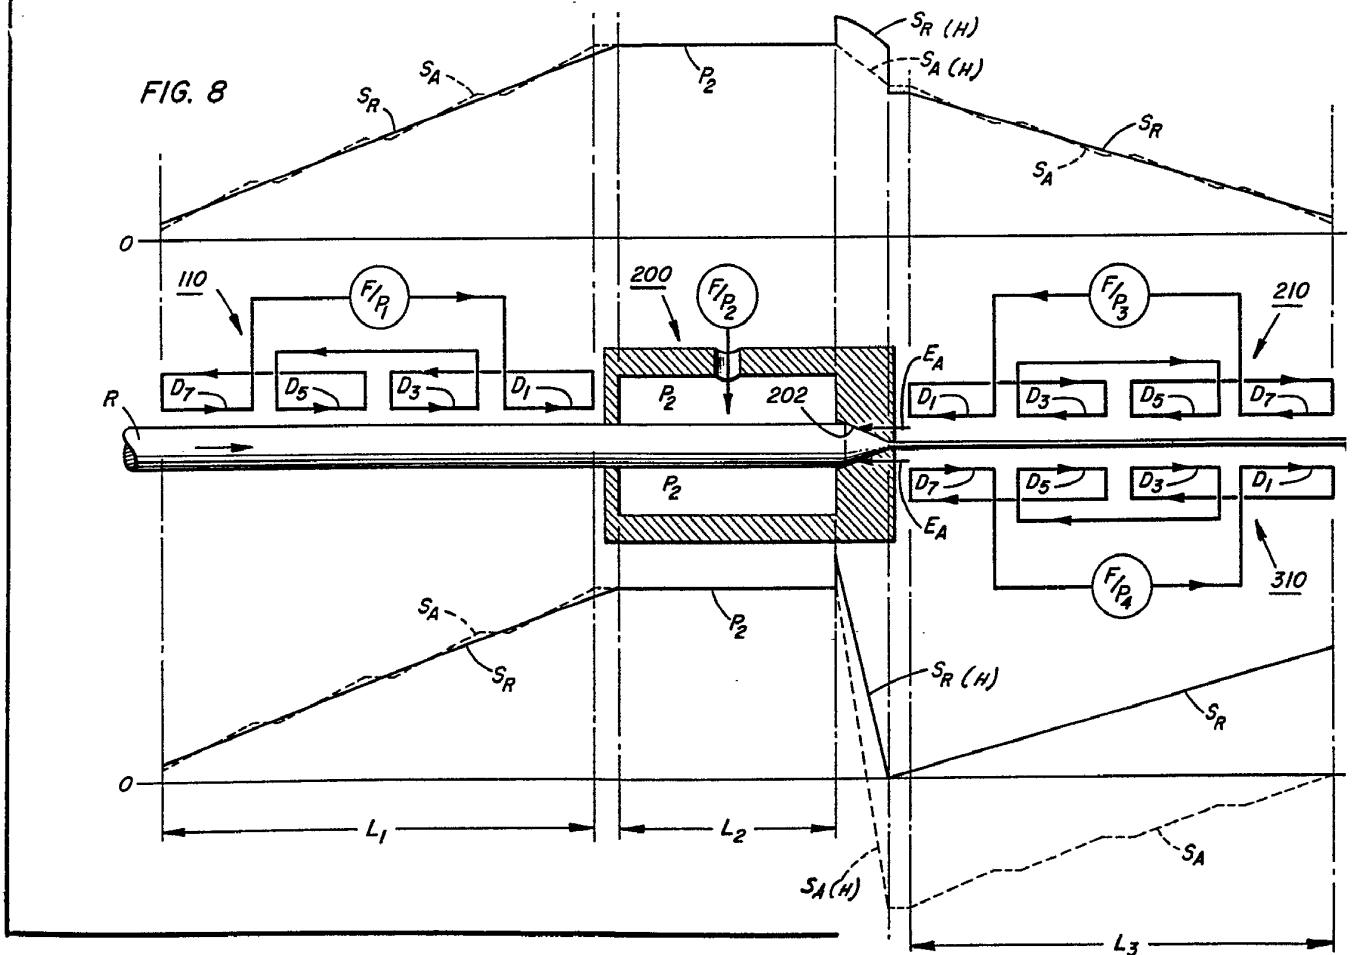 FIG. 8
S_A
S_R
P_2
S_R (H)
S_A (H)
S_R
S_A
0
110
F/P_1
200
F/P_2
F/P_3
210
D_7
D_5
D_3
D_1
P_2
202
E_A
D_1
D_3
D_5
D_7
R
P_2
D_7
D_5
D_3
D_1
E_A
F/P_4
310
S_A
S_R
P_2
S_R (H)
S_R
0
L_1
L_2
S_A (H)
S_A
L_3